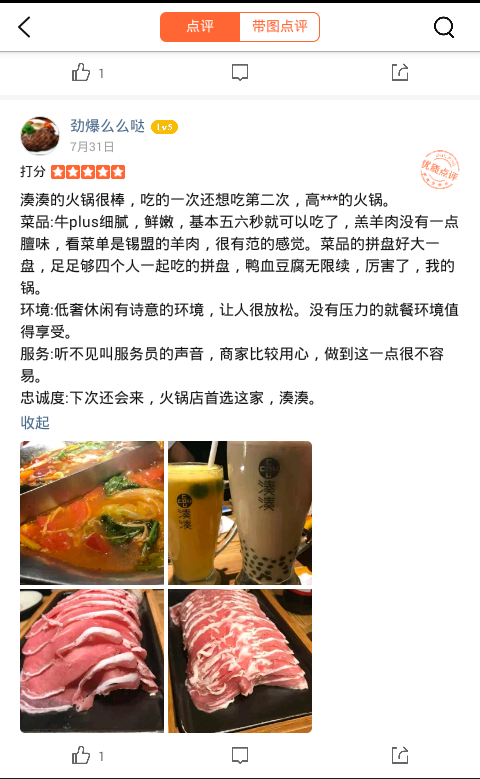 点评
带图点评
1
劲爆么么哒 Lv5
7月31日
优质点评
打分
湊湊的火锅很棒，吃的一次还想吃第二次，高***的火锅。
菜品:牛plus细腻，鲜嫩，基本五六秒就可以吃了，羔羊肉没有一点
膻味，看菜单是锡盟的羊肉，很有范的感觉。菜品的拼盘好大一
盘，足足够四个人一起吃的拼盘，鸭血豆腐无限续，厉害了，我的
锅。
环境:低奢休闲有诗意的环境，让人很放松。没有压力的就餐环境值
得享受。
服务:听不见叫服务员的声音，商家比较用心，做到这一点很不容
易。
忠诚度:下次还会来，火锅店首选这家，湊湊。
收起
湊湊
湊湊
1